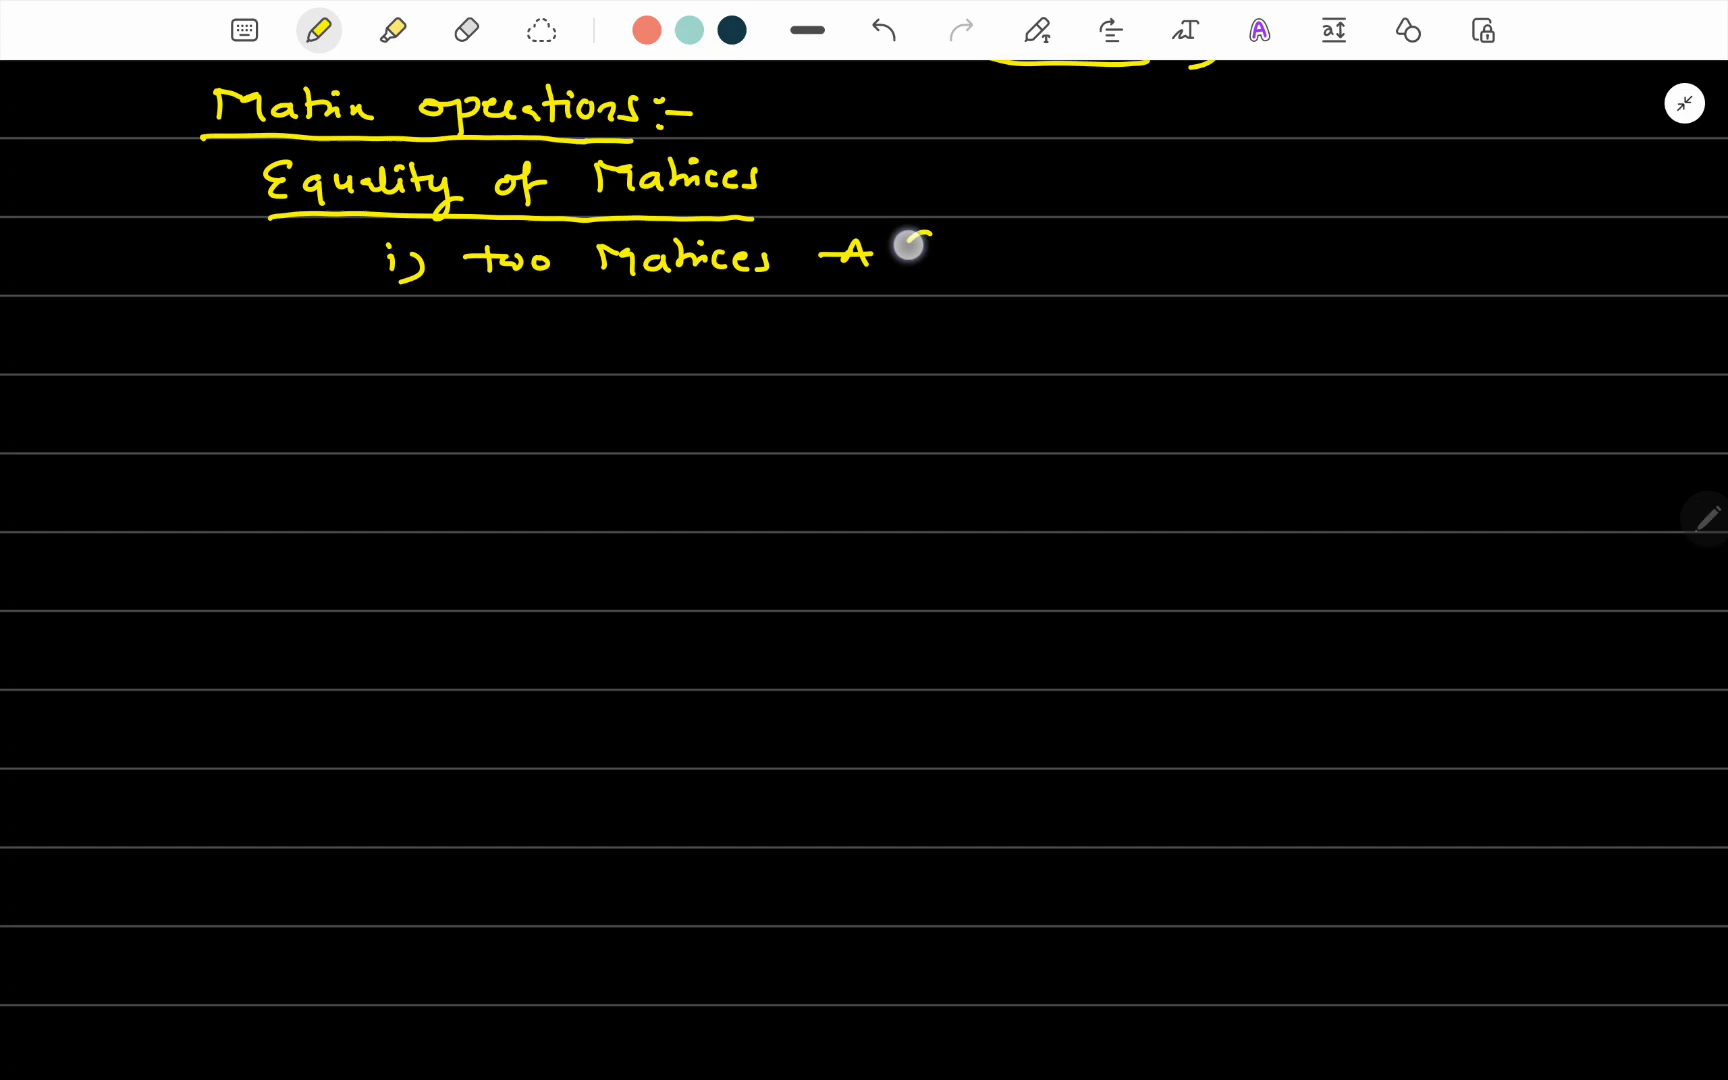 Matrix operations:-
Equality of Matrices
i) two Matrices A